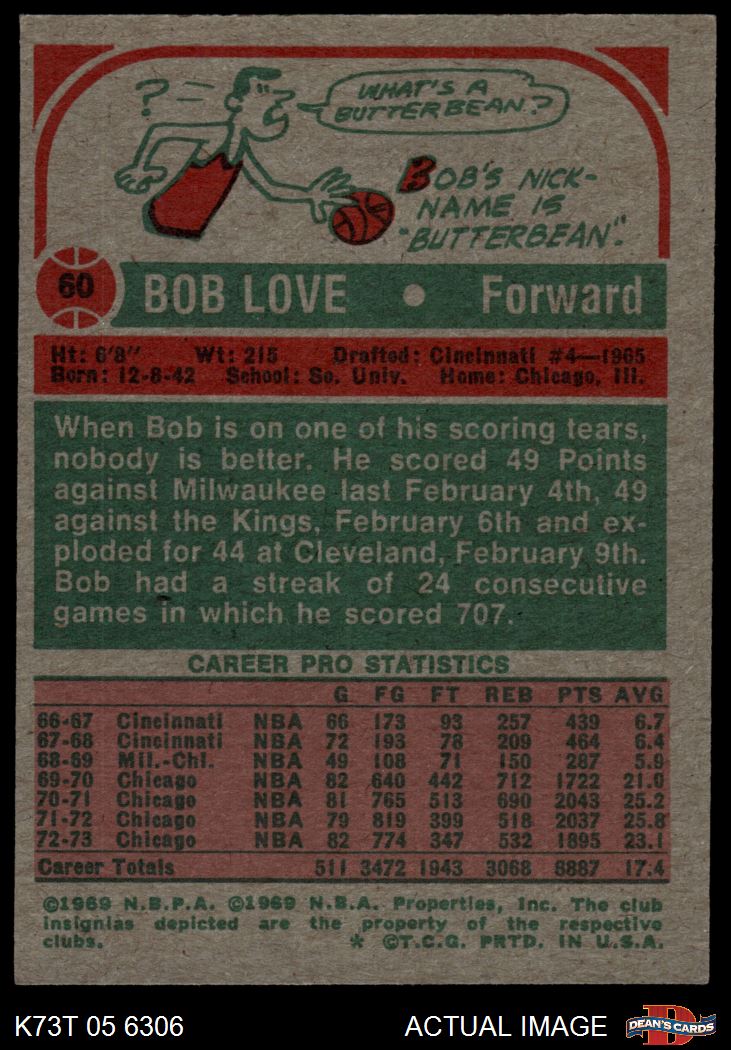 ?
WHAT'S A
BUTTERBEAN?
BOB'S NICK-
NAME IS
"BUTTERBEAN".
60 BOB LOVE • Forward
Ht: 6'8" Wt: 215 Drafted: Cincinnati #4—1965
Born: 12-8-42 School: So. Univ. Home: Chicago, Ill.
When Bob is on one of his scoring tears,
nobody is better. He scored 49 Points
against Milwaukee last February 4th, 49
against the Kings, February 6th and ex-
ploded for 44 at Cleveland, February 9th.
Bob had a streak of 24 consecutive
games in which he scored 707.
CAREER PRO STATISTICS
G FG FT REB PTS AVG
66-67 Cincinnati NBA 66 173 93 257 439 6.7
67-68 Cincinnati NBA 72 193 78 209 464 6.4
68-69 Mil.-Chi. NBA 49 108 71 150 287 5.9
69-70 Chicago NBA 82 640 442 712 1722 21.0
70-71 Chicago NBA 81 765 513 690 2043 25.2
71-72 Chicago NBA 79 819 399 518 2037 25.8
72-73 Chicago NBA 82 774 347 532 1895 23.1
Career Totals 511 3472 1943 3068 8887 17.4
©1969 N.B.P.A. ©1969 N.B.A. Properties, Inc. The club
insignias depicted are the property of the respective
clubs. * ©T.C.G. PRTD. IN U.S.A.
K73T 05 6306 ACTUAL IMAGE D DEAN'S CARDS